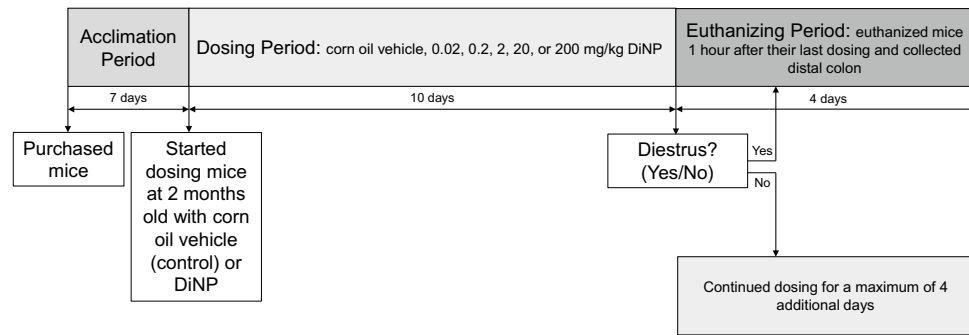 Acclimation
Period
Dosing Period: corn oil vehicle, 0.02, 0.2, 2, 20, or 200 mg/kg DiNP
Euthanizing Period: euthanized mice
1 hour after their last dosing and collected
distal colon
7 days
10 days
4 days
Purchased
mice
Started
dosing mice
at 2 months
old with corn
oil vehicle
(control) or
DiNP
Diestrus?
(Yes/No)
Yes
No
Continued dosing for a maximum of 4
additional days